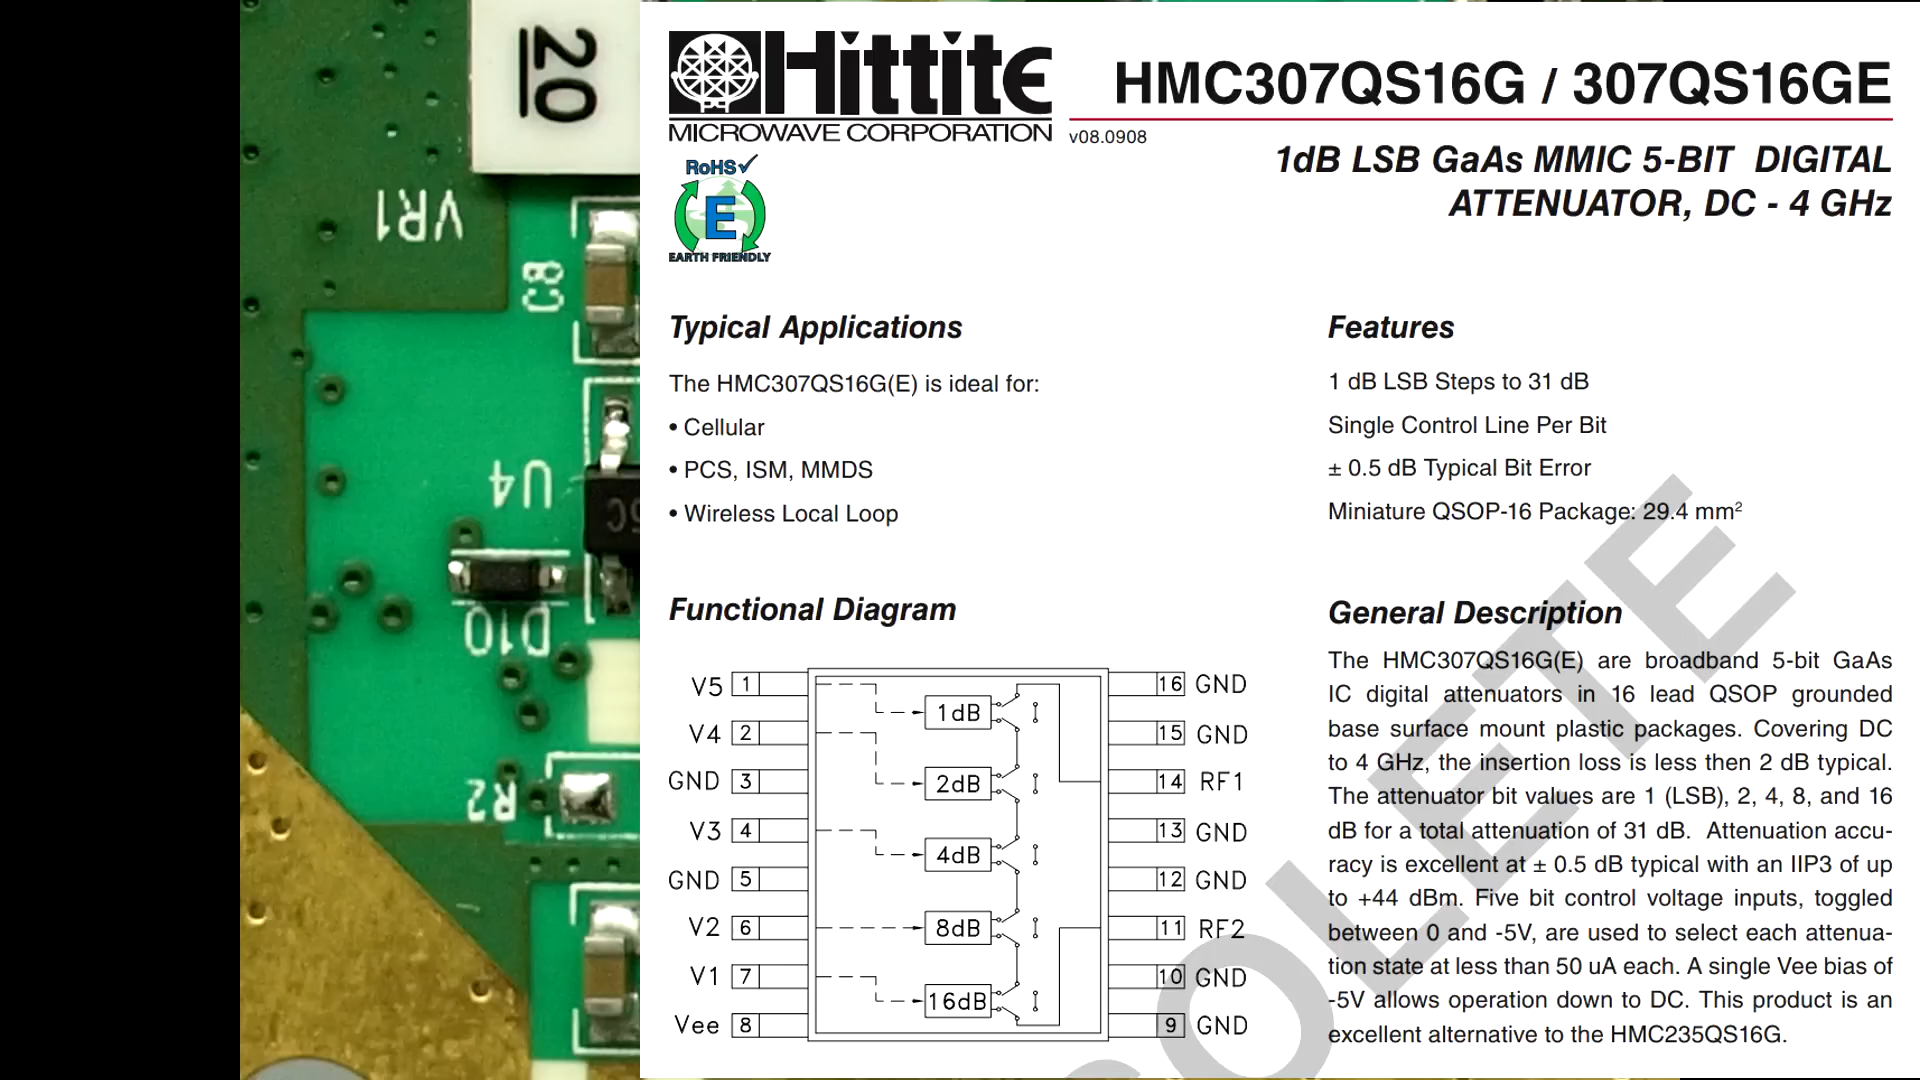 20
VR1
C8
U4
5C
D10
R2
Hittite
MICROWAVE CORPORATION
v08.0908
HMC307QS16G / 307QS16GE
1dB LSB GaAs MMIC 5-BIT DIGITAL
ATTENUATOR, DC - 4 GHz
RoHS✓
E
EARTH FRIENDLY
Typical Applications
The HMC307QS16G(E) is ideal for:
• Cellular
• PCS, ISM, MMDS
• Wireless Local Loop
Features
1 dB LSB Steps to 31 dB
Single Control Line Per Bit
± 0.5 dB Typical Bit Error
Miniature QSOP-16 Package: 29.4 mm²
Functional Diagram
V5 1 1dB 16 GND
V4 2 15 GND
2dB
GND 3 14 RF1
V3 4 13 GND
4dB
GND 5 12 GND
V2 6 8dB 11 RF2
V1 7 10 GND
16dB
Vee 8 9 GND
General Description
The HMC307QS16G(E) are broadband 5-bit GaAs
IC digital attenuators in 16 lead QSOP grounded
base surface mount plastic packages. Covering DC
to 4 GHz, the insertion loss is less then 2 dB typical.
The attenuator bit values are 1 (LSB), 2, 4, 8, and 16
dB for a total attenuation of 31 dB. Attenuation accu-
racy is excellent at ± 0.5 dB typical with an IIP3 of up
to +44 dBm. Five bit control voltage inputs, toggled
between 0 and -5V, are used to select each attenua-
tion state at less than 50 uA each. A single Vee bias of
-5V allows operation down to DC. This product is an
excellent alternative to the HMC235QS16G.
OLETE